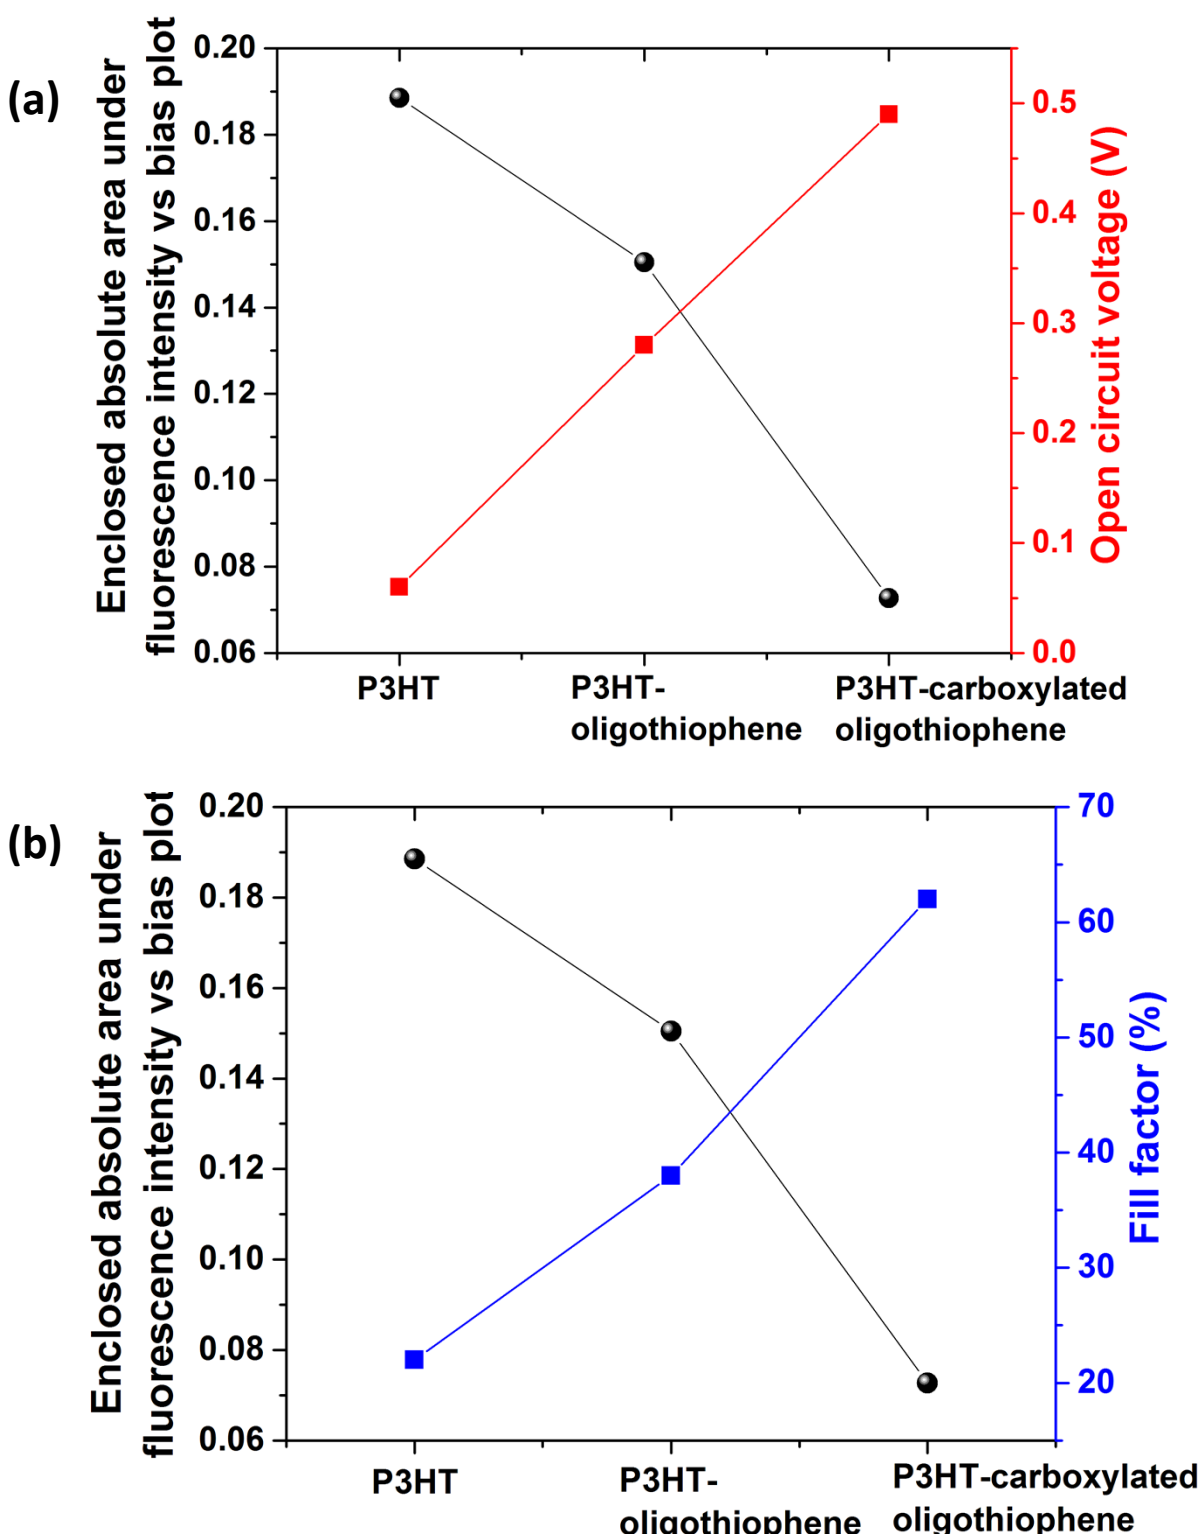 (a)
Enclosed absolute area under
fluorescence intensity vs bias plot
0.20
0.18
0.16
0.14
0.12
0.10
0.08
0.06
0.5
0.4
0.3
0.2
0.1
0.0
Open circuit voltage (V)
P3HT
P3HT-
oligothiophene
P3HT-carboxylated
oligothiophene
(b)
Enclosed absolute area under
fluorescence intensity vs bias plot
0.20
0.18
0.16
0.14
0.12
0.10
0.08
0.06
70
60
50
40
30
20
Fill factor (%)
P3HT
P3HT-
oligothiophene
P3HT-carboxylated
oligothiophene